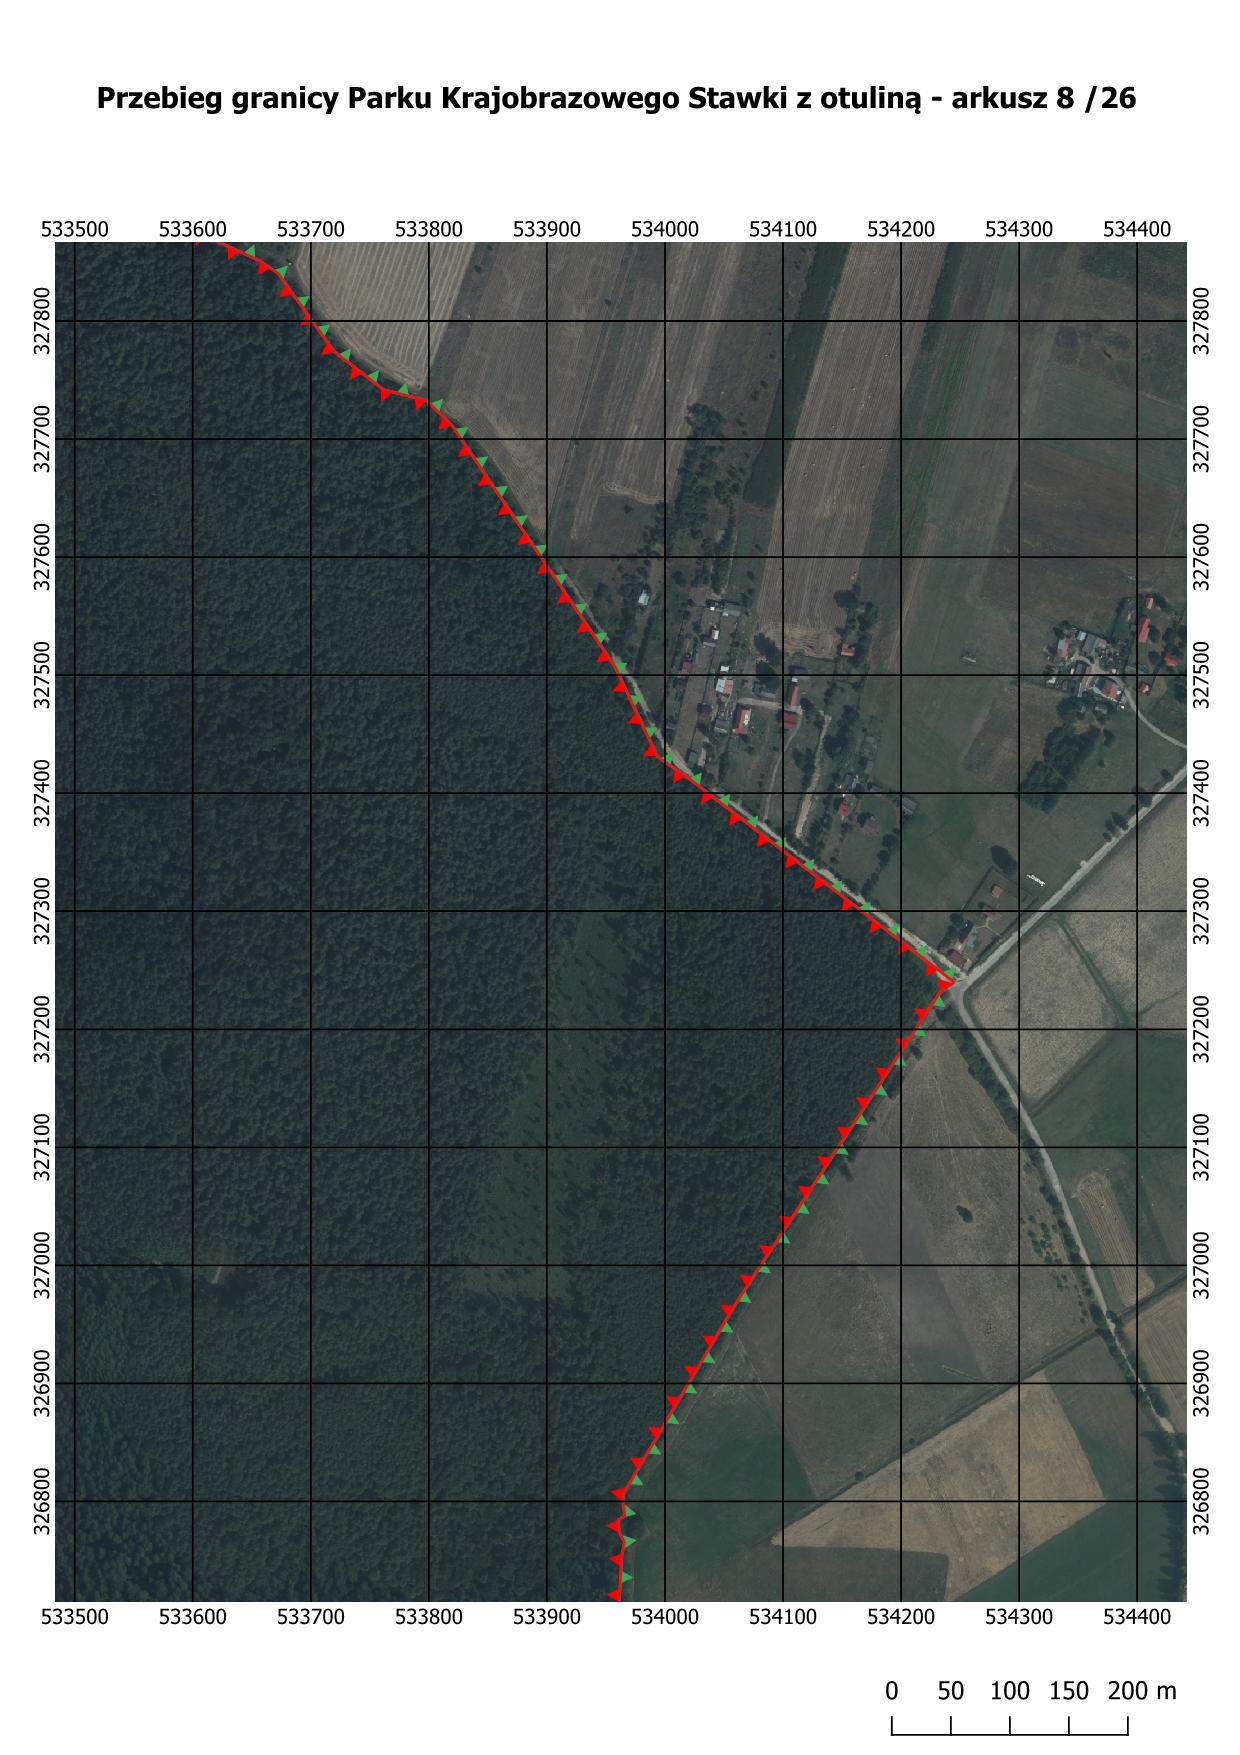 Przebieg granicy Parku Krajobrazowego Stawki z otuliną - arkusz 8 /26
533500 533600 533700 533800 533900 534000 534100 534200 534300 534400
327800 327800
327700 327700
327600 327600
327500 327500
327400 327400
327300 327300
327200 327200
327100 327100
327000 327000
326900 326900
326800 326800
533500 533600 533700 533800 533900 534000 534100 534200 534300 534400
0 50 100 150 200 m